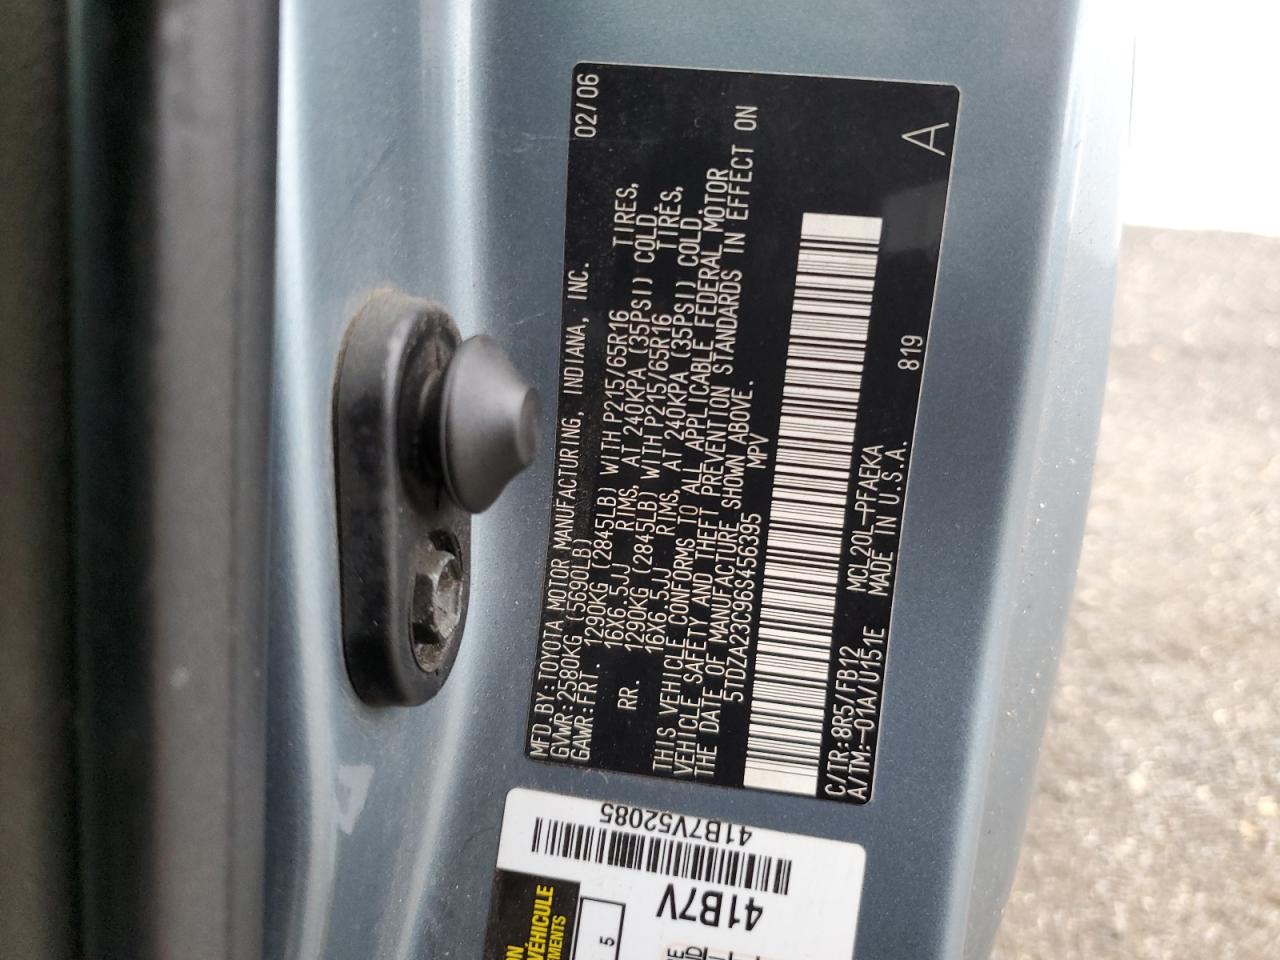 MFD.BY:TOYOTA MOTOR MANUFACTURING, INDIANA, INC. 02/06
GVWR:2580KG (5690LB)
GAWR:FRT. 1290KG (2845LB) WITH P215/65R16 TIRES,
16X6.5JJ RIMS, AT 240KPA (35PSI) COLD.
RR. 1290KG (2845LB) WITH P215/65R16 TIRES,
16X6.5JJ RIMS, AT 240KPA (35PSI) COLD.
THIS VEHICLE CONFORMS TO ALL APPLICABLE FEDERAL MOTOR
VEHICLE SAFETY AND THEFT PREVENTION STANDARDS IN EFFECT ON
THE DATE OF MANUFACTURE SHOWN ABOVE.
5TDZA23C96S456395 MPV
C/TR:8R5/FB12 MCL20L-PFAEKA 819 A
A/TM:-01A/U151E MADE IN U.S.A.
41B7V52085
41B7V
VÉHICULE
5